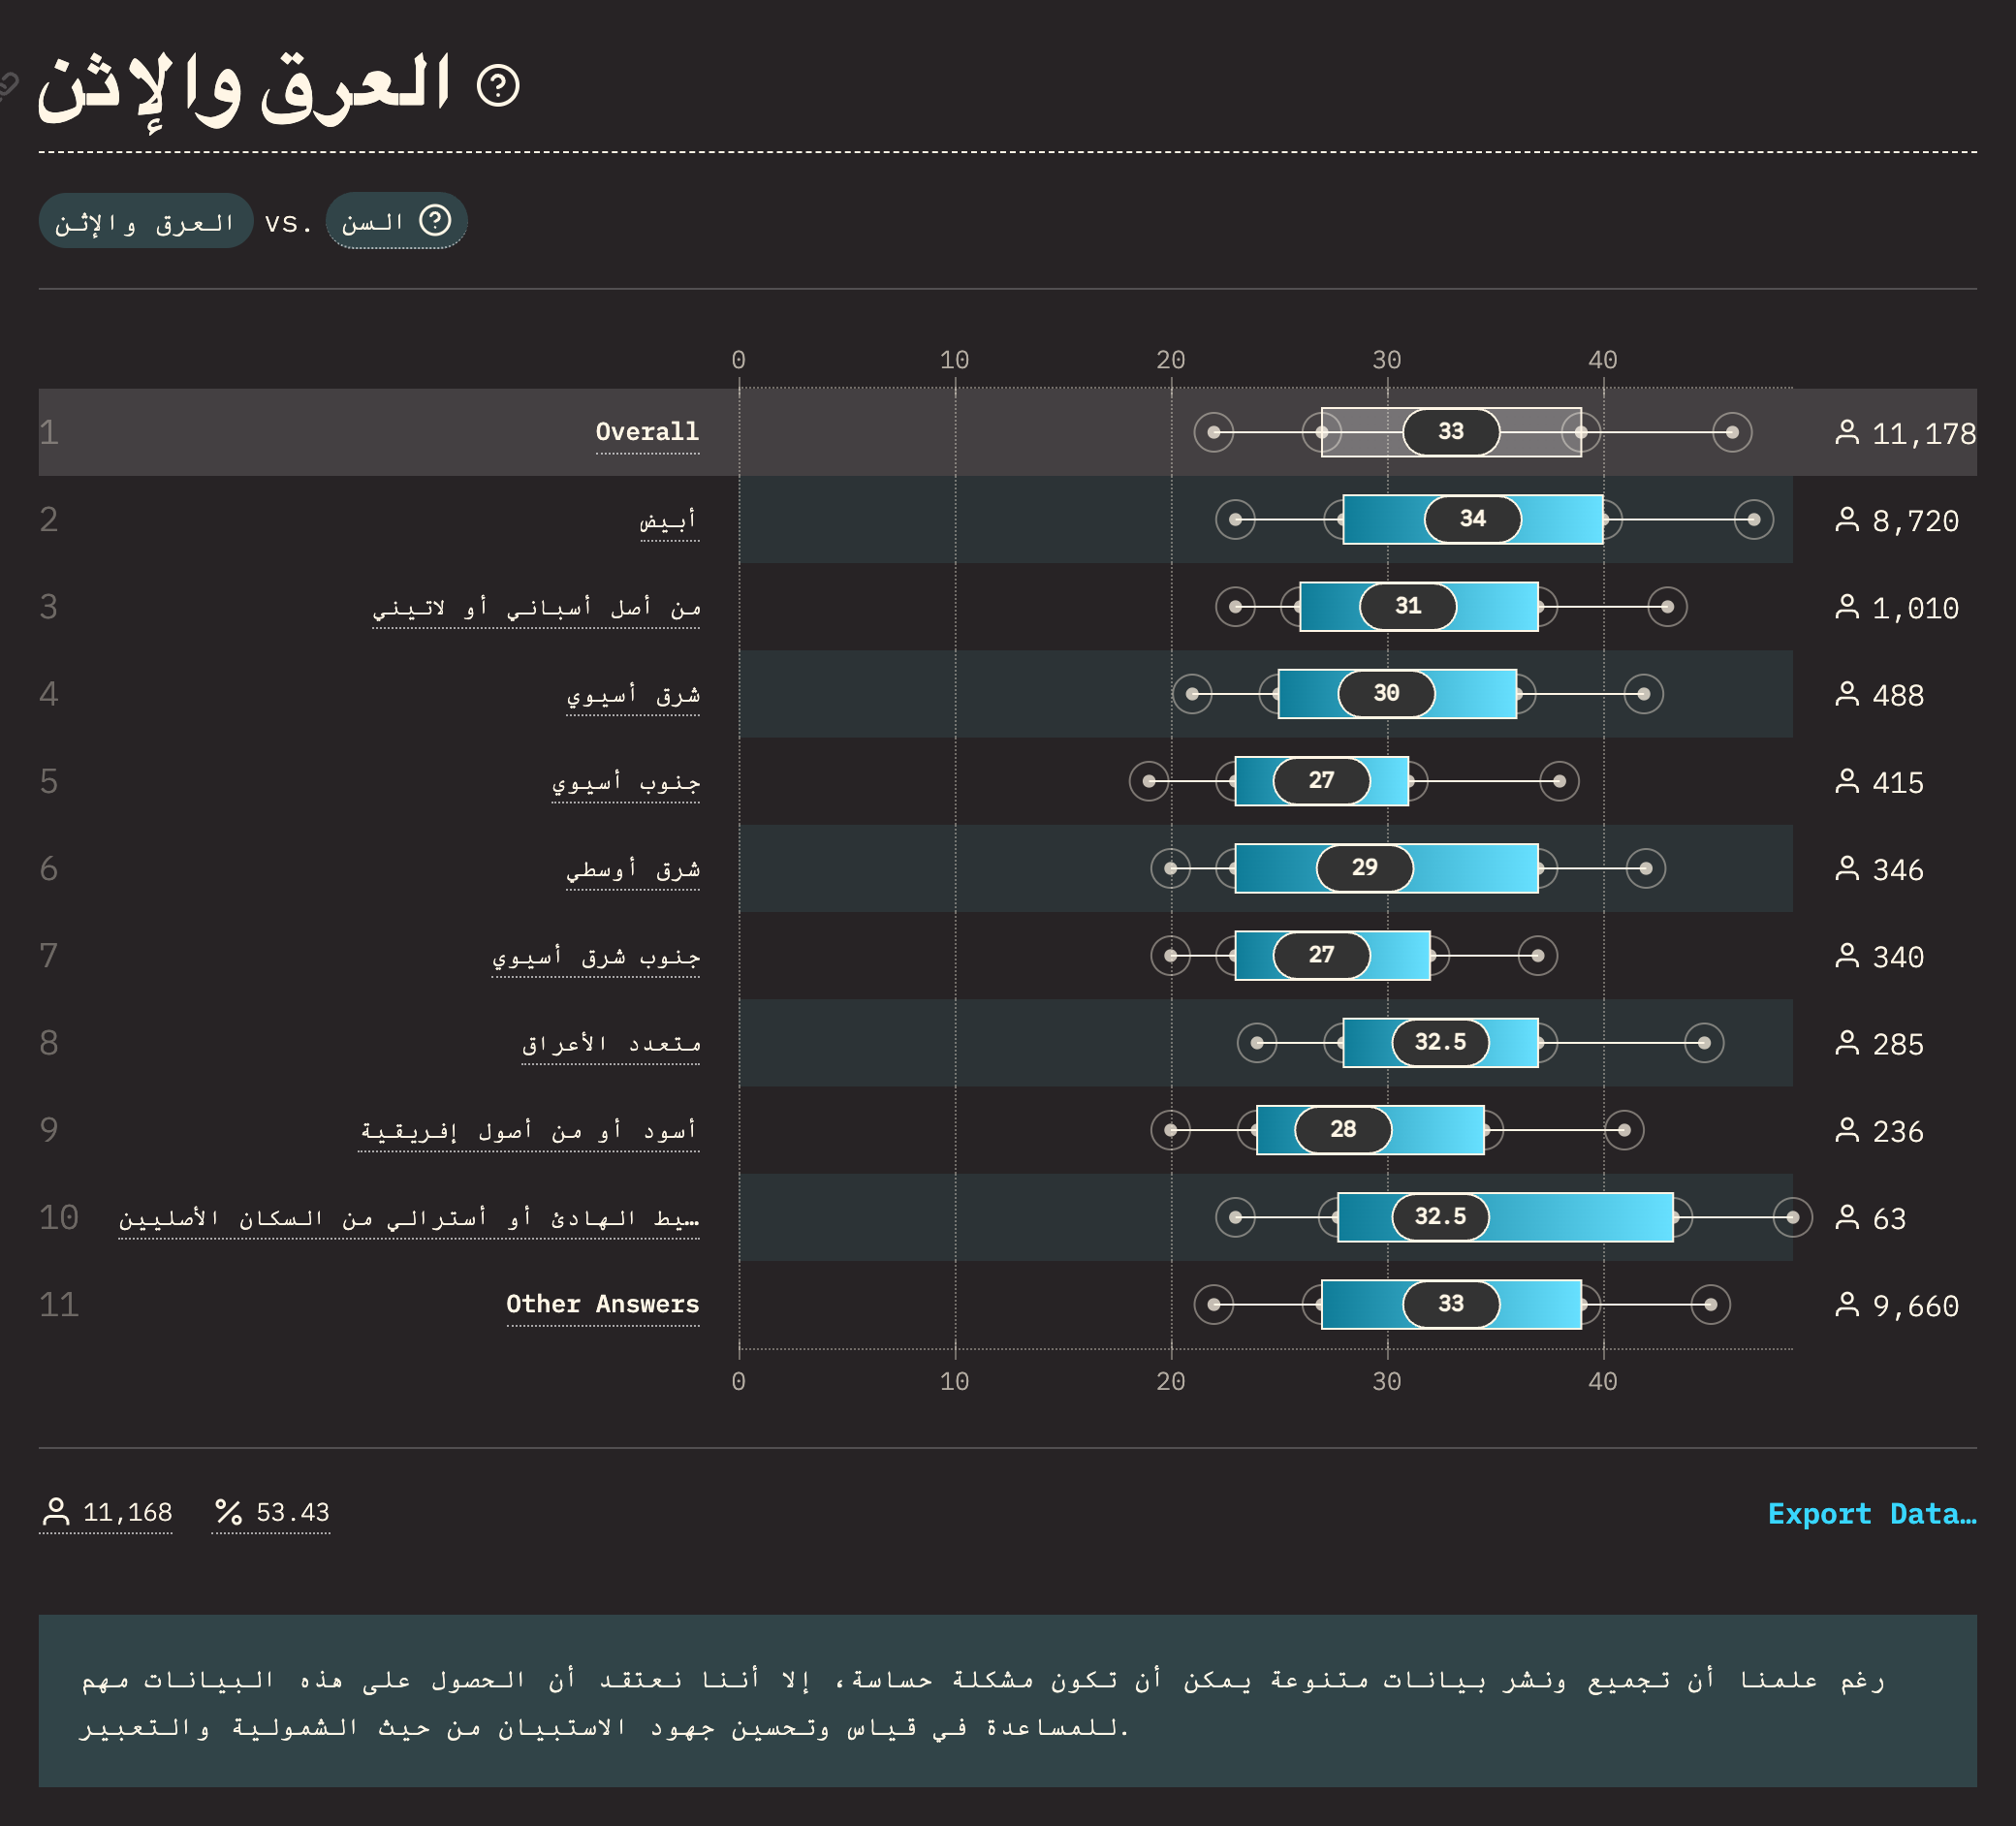 العرق والإثن
العرق والإثن vs. السن
0 10 20 30 40
1 Overall 33 11,178
2 أبيض 34 8,720
3 من أصل أسباني أو لاتيني 31 1,010
4 شرق أسيوي 30 488
5 جنوب أسيوي 27 415
6 شرق أوسطي 29 346
7 جنوب شرق أسيوي 27 340
8 متعدد الأعراق 32.5 285
9 أسود أو من أصول إفريقية 28 236
10 …يط الهادئ أو أسترالي من السكان الأصليين 32.5 63
11 Other Answers 33 9,660
0 10 20 30 40
11,168 % 53.43 Export Data…
رغم علمنا أن تجميع ونشر بيانات متنوعة يمكن أن تكون مشكلة حساسة، إلا أننا نعتقد أن الحصول على هذه البيانات مهم
للمساعدة في قياس وتحسين جهود الاستبيان من حيث الشمولية والتعبير.